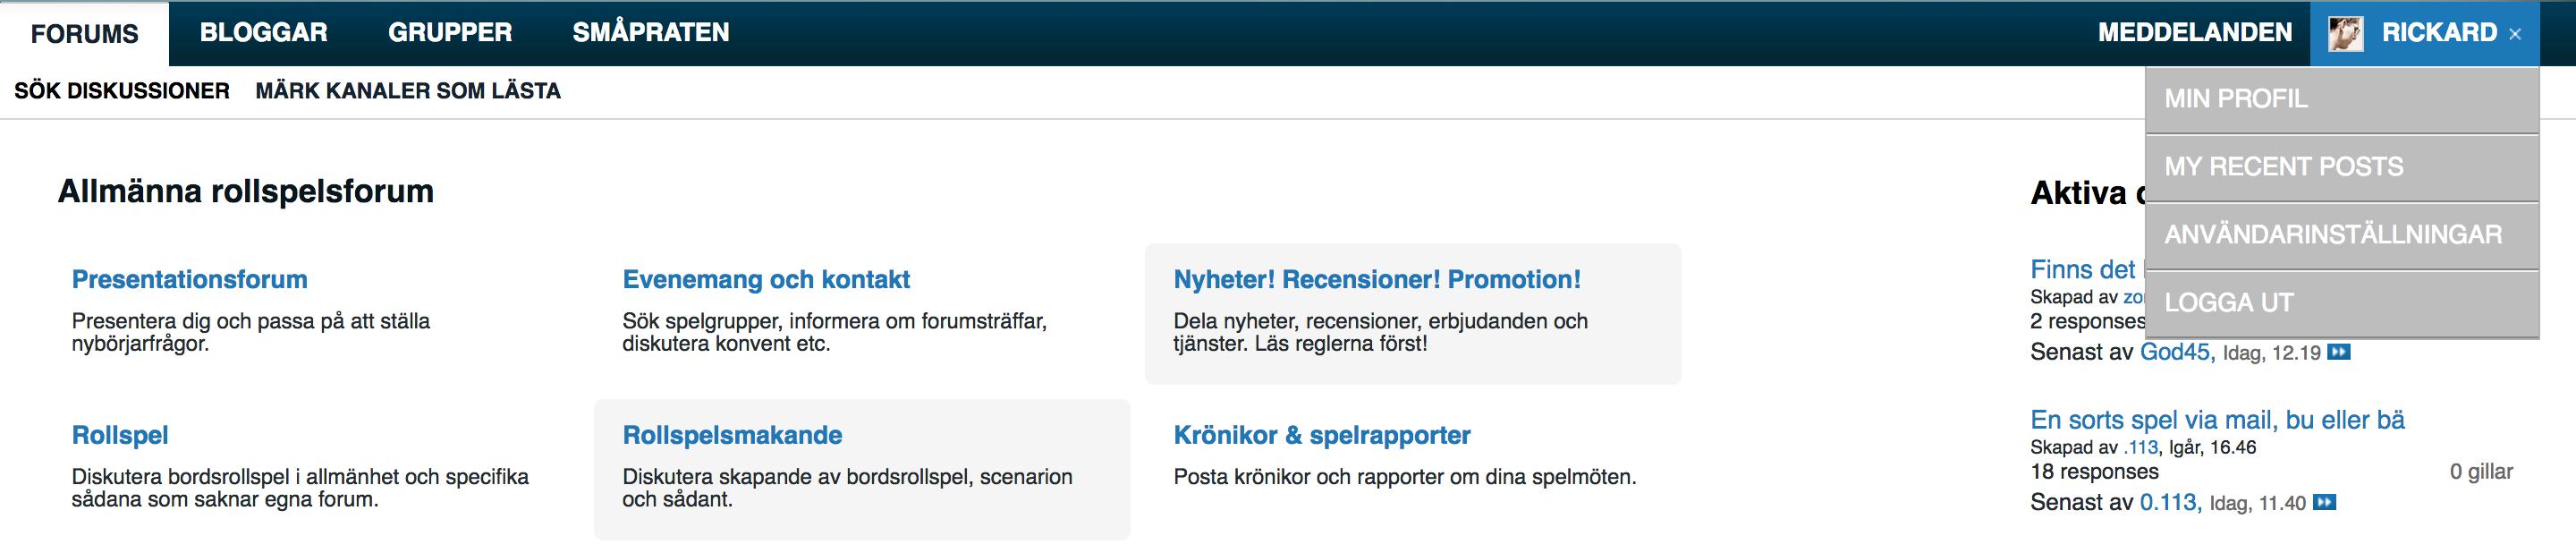 FORUMS BLOGGAR GRUPPER SMÅPRATEN MEDDELANDEN RICKARD ×
SÖK DISKUSSIONER MÄRK KANALER SOM LÄSTA
MIN PROFIL
MY RECENT POSTS
ANVÄNDARINSTÄLLNINGAR
LOGGA UT
Allmänna rollspelsforum
Presentationsforum
Presentera dig och passa på att ställa
nybörjarfrågor.
Evenemang och kontakt
Sök spelgrupper, informera om forumsträffar,
diskutera konvent etc.
Nyheter! Recensioner! Promotion!
Dela nyheter, recensioner, erbjudanden och
tjänster. Läs reglerna först!
Rollspel
Diskutera bordsrollspel i allmänhet och specifika
sådana som saknar egna forum.
Rollspelsmakande
Diskutera skapande av bordsrollspel, scenarion
och sådant.
Krönikor & spelrapporter
Posta krönikor och rapporter om dina spelmöten.
Aktiva
Finns det
Skapad av
2 responses
Senast av God45, Idag, 12.19
En sorts spel via mail, bu eller bä
Skapad av .113, Igår, 16.46
18 responses 0 gillar
Senast av 0.113, Idag, 11.40